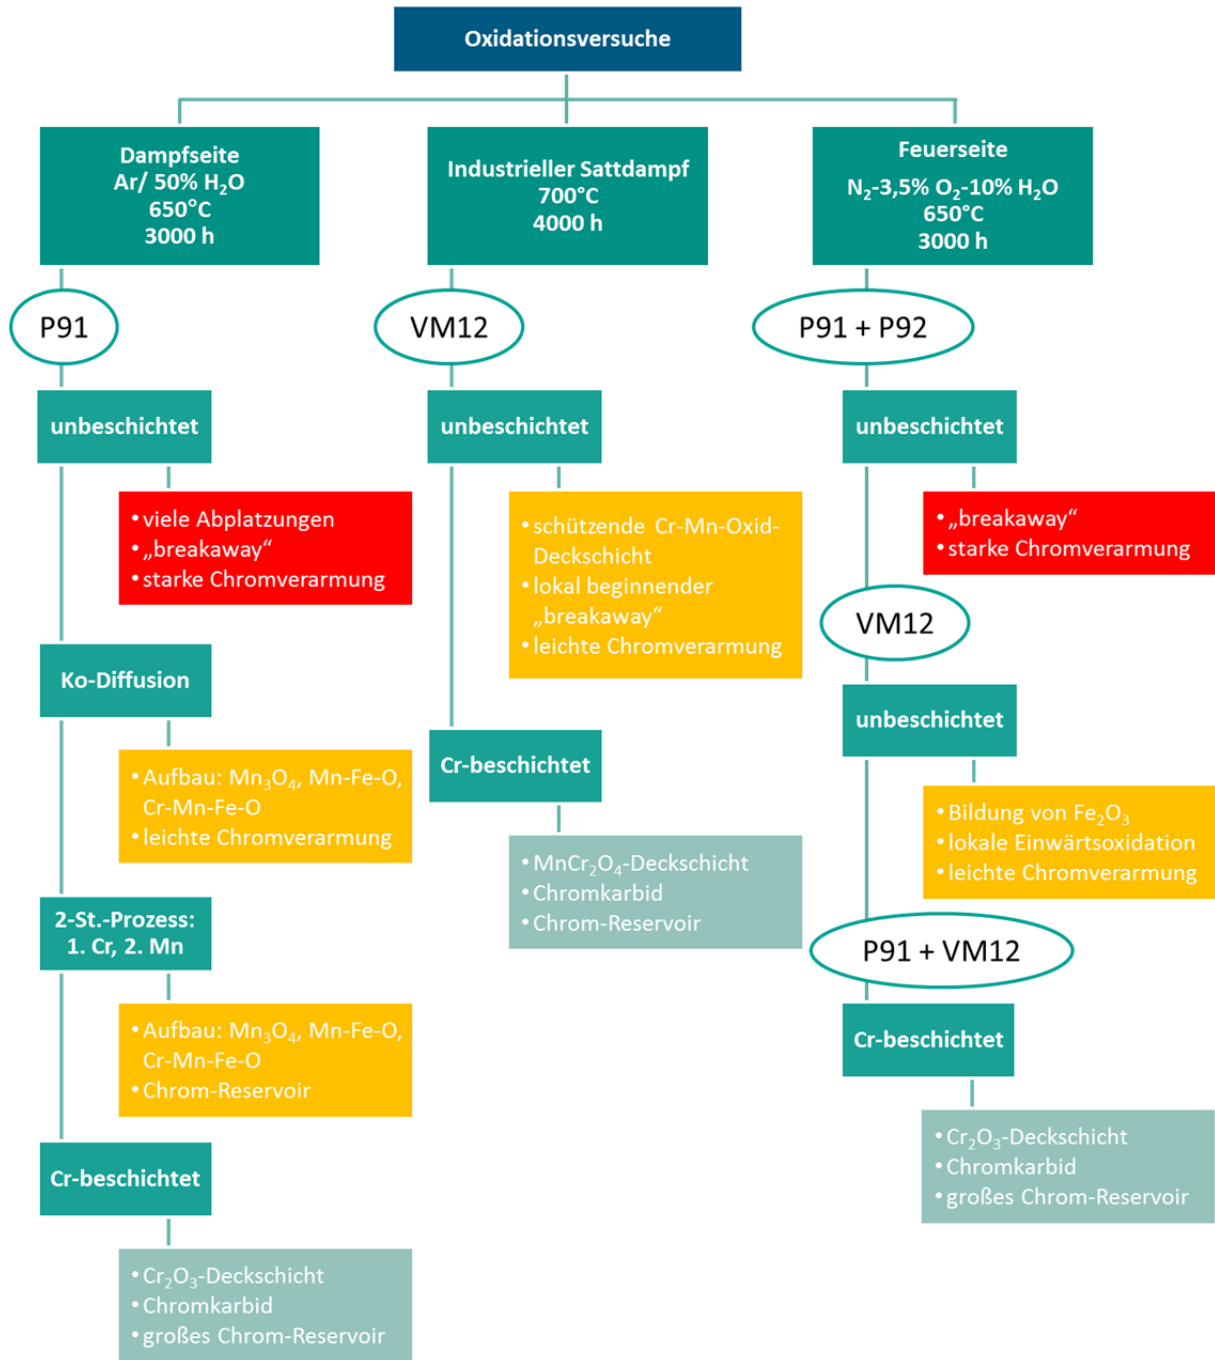 Oxidationsversuche
Dampfseite
Ar/ 50% H₂O
650°C
3000 h
P91
unbeschichtet
• viele Abplatzungen
• „breakaway“
• starke Chromverarmung
Ko-Diffusion
• Aufbau: Mn₃O₄, Mn-Fe-O,
Cr-Mn-Fe-O
• leichte Chromverarmung
2-St.-Prozess:
1. Cr, 2. Mn
• Aufbau: Mn₃O₄, Mn-Fe-O,
Cr-Mn-Fe-O
• Chrom-Reservoir
Cr-beschichtet
• Cr₂O₃-Deckschicht
• Chromkarbid
• großes Chrom-Reservoir
Industrieller Sattdampf
700°C
4000 h
VM12
unbeschichtet
• schützende Cr-Mn-Oxid-
Deckschicht
• lokal beginnender
„breakaway“
• leichte Chromverarmung
Cr-beschichtet
• MnCr₂O₄-Deckschicht
• Chromkarbid
• Chrom-Reservoir
Feuerseite
N₂-3,5% O₂-10% H₂O
650°C
3000 h
P91 + P92
unbeschichtet
• „breakaway“
• starke Chromverarmung
VM12
unbeschichtet
• Bildung von Fe₂O₃
• lokale Einwärtsoxidation
• leichte Chromverarmung
P91 + VM12
Cr-beschichtet
• Cr₂O₃-Deckschicht
• Chromkarbid
• großes Chrom-Reservoir